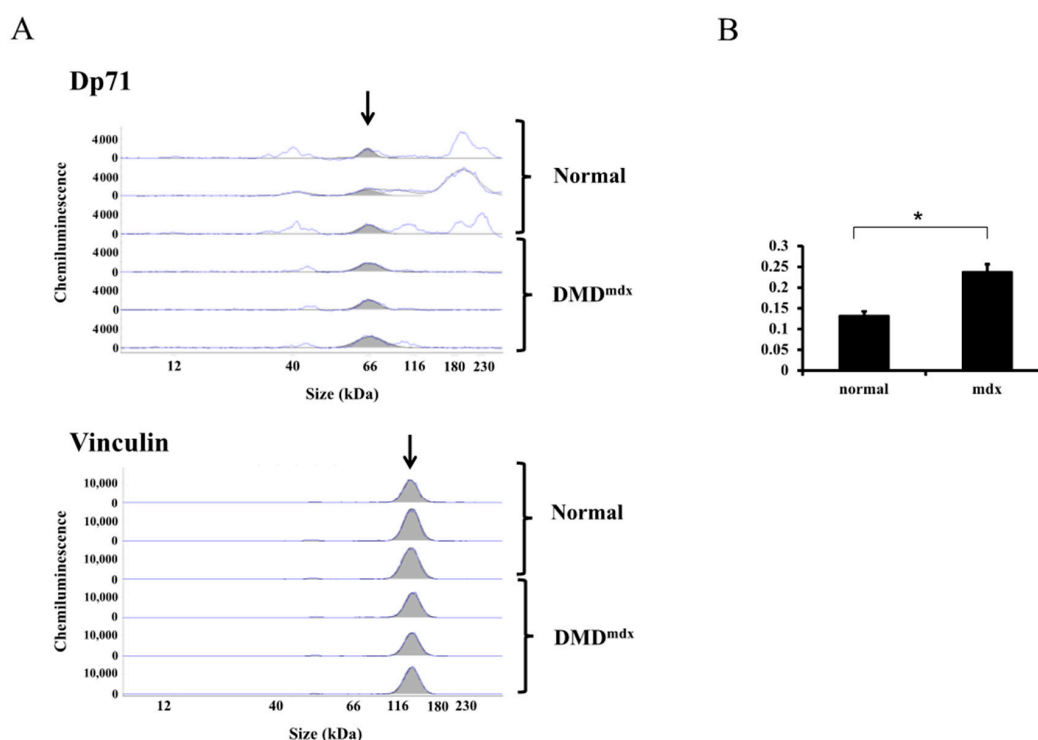 A
Dp71
Chemiluminescence
4000
0
4000
0
4000
0
4000
0
4000
0
4000
0
Normal
DMDmdx
12 40 66 116 180 230
Size (kDa)
Vinculin
Chemiluminescence
10,000
0
10,000
0
10,000
0
10,000
0
10,000
0
10,000
0
Normal
DMDmdx
12 40 66 116 180 230
Size (kDa)
B
*
0.3
0.25
0.2
0.15
0.1
0.05
0
normal mdx